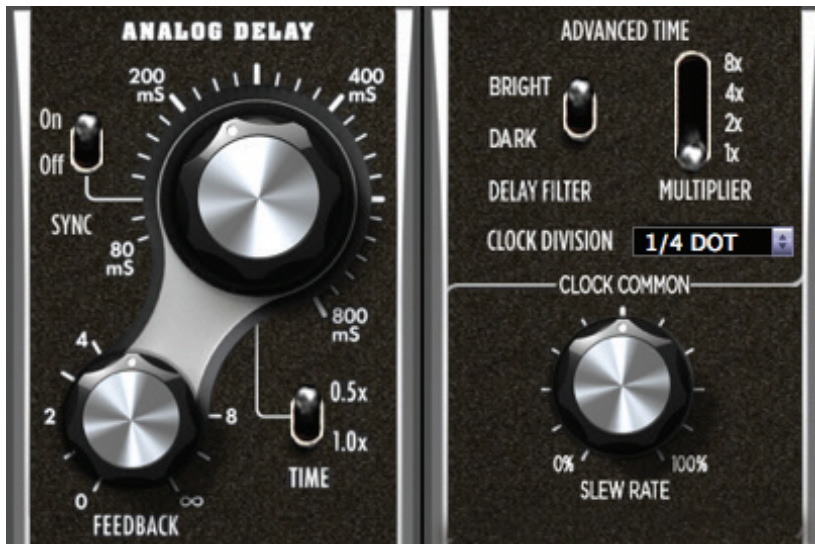 ANALOG DELAY
200
mS
400
mS
On
Off
SYNC
80
mS
800
mS
4
2
8
0
∞
FEEDBACK
0.5x
1.0x
TIME
ADVANCED TIME
BRIGHT
DARK
DELAY FILTER
8x
4x
2x
1x
MULTIPLIER
CLOCK DIVISION
1/4 DOT
CLOCK COMMON
0%
100%
SLEW RATE